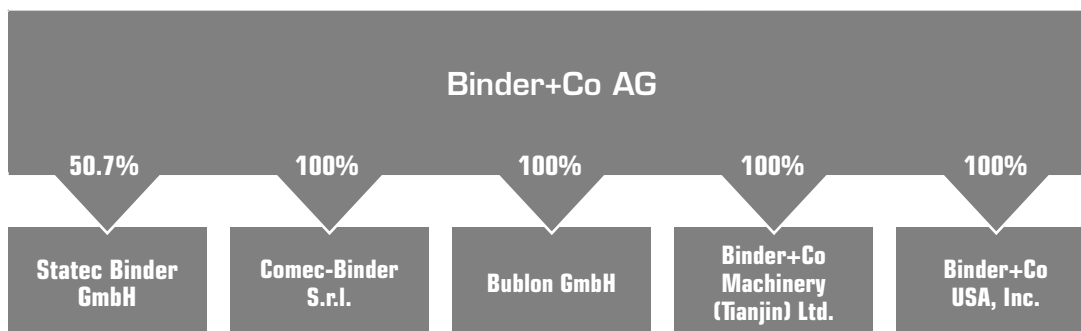 Binder+Co AG
50.7%
100%
100%
100%
100%
Statec Binder
GmbH
Comec-Binder
S.r.l.
Bublon GmbH
Binder+Co
Machinery
(Tianjin) Ltd.
Binder+Co
USA, Inc.